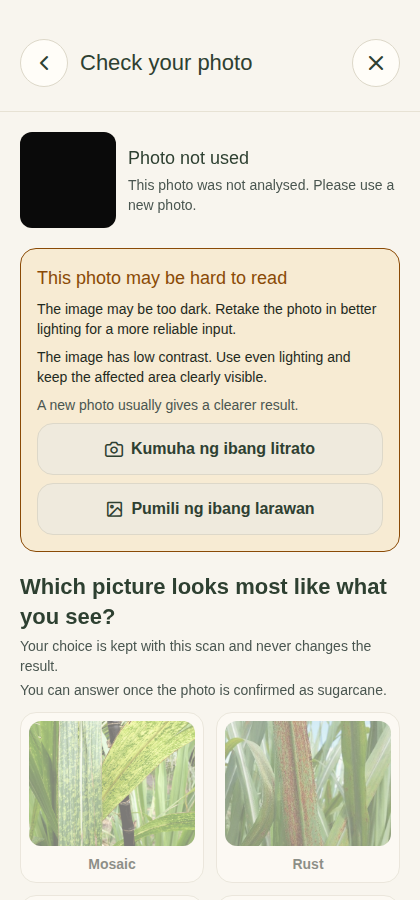 Check your photo
Photo not used
This photo was not analysed. Please use a
new photo.
This photo may be hard to read
The image may be too dark. Retake the photo in better
lighting for a more reliable input.
The image has low contrast. Use even lighting and
keep the affected area clearly visible.
A new photo usually gives a clearer result.
Kumuha ng ibang litrato
Pumili ng ibang larawan
Which picture looks most like what
you see?
Your choice is kept with this scan and never changes the
result.
You can answer once the photo is confirmed as sugarcane.
Mosaic
Rust